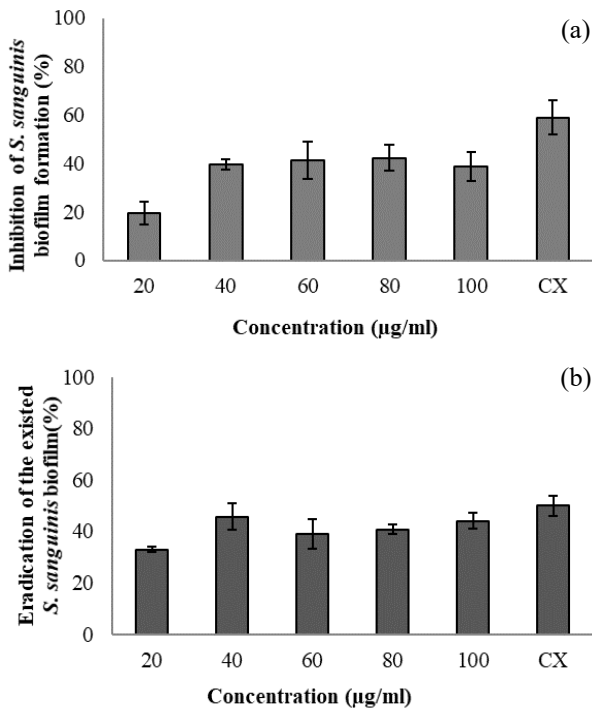 (a)
Inhibition of S. sanguinis
biofilm formation (%)
100
80
60
40
20
0
20 40 60 80 100 CX
Concentration (µg/ml)
(b)
Eradication of the existed
S. sanguinis biofilm(%)
100
80
60
40
20
0
20 40 60 80 100 CX
Concentration (µg/ml)